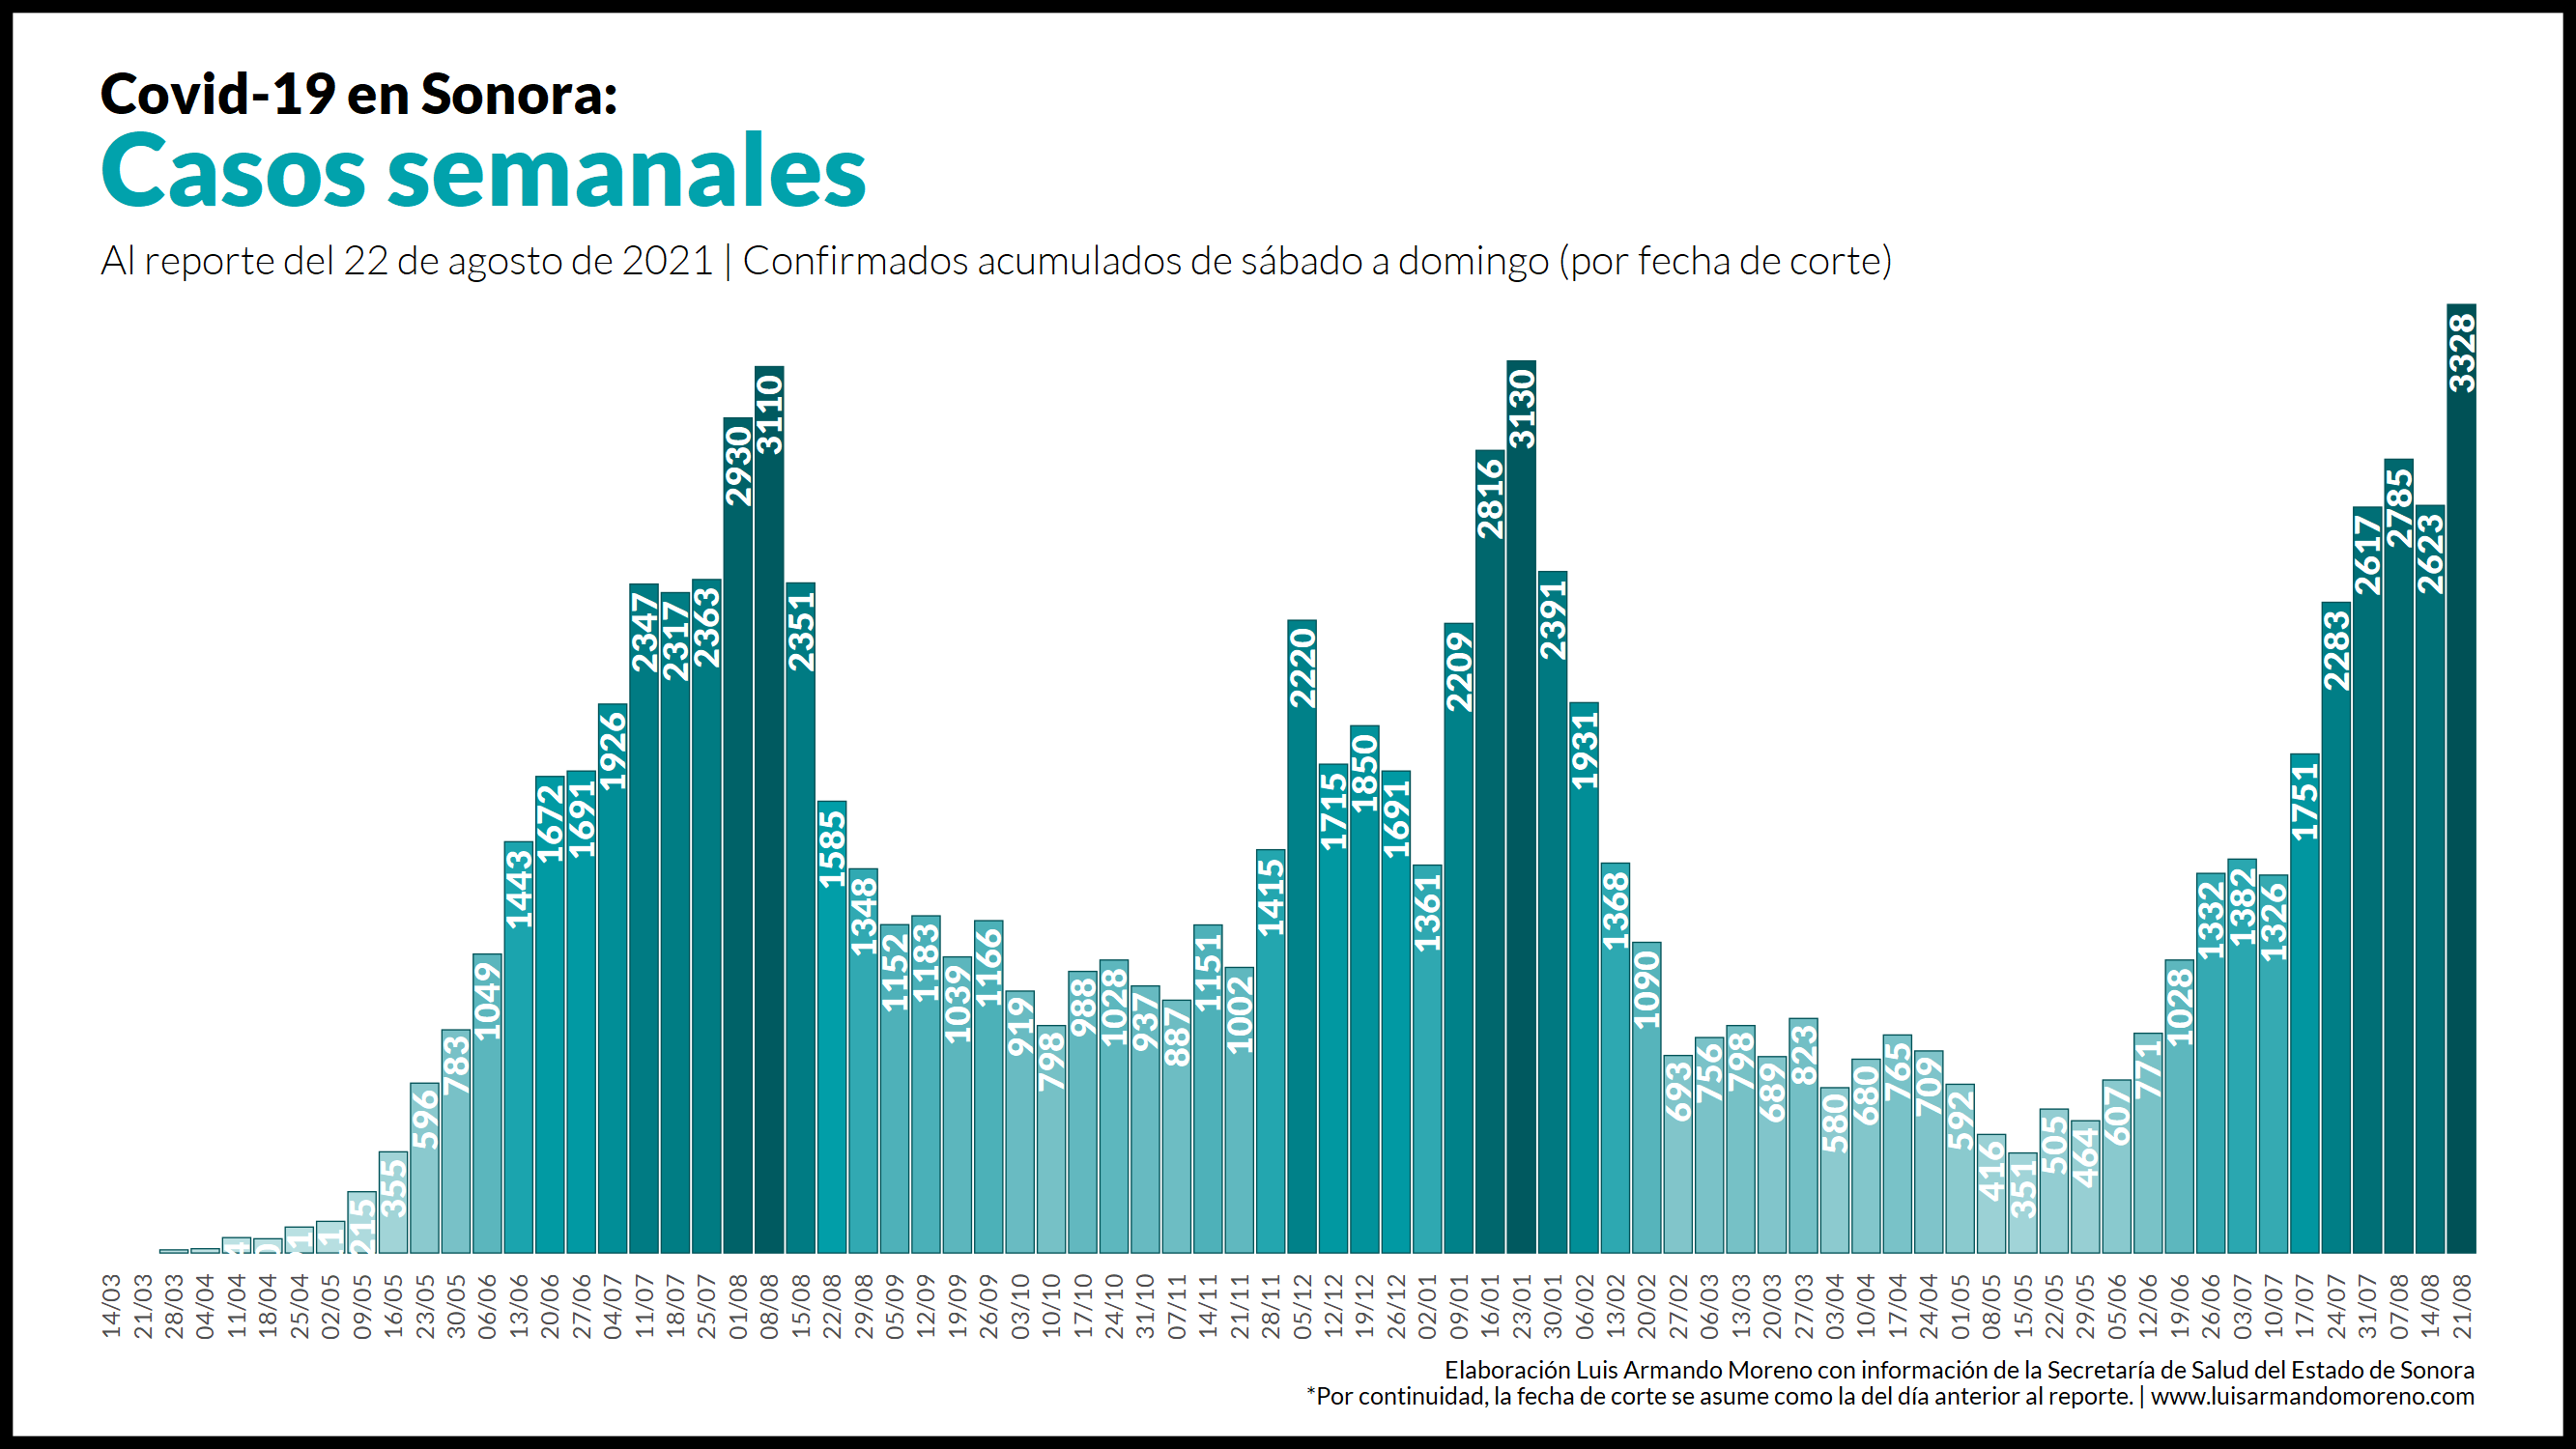 Covid-19 en Sonora:
Casos semanales
Al reporte del 22 de agosto de 2021 | Confirmados acumulados de sábado a domingo (por fecha de corte)
215 355 596 783 1049 1443 1672 1691 1926 2347 2317 2363 2930 3110 2351 1585 1348 1152 1183 1039 1166 919 798 988 1028 937 887 1151 1002 1415 2220 1715 1850 1691 1361 2209 2816 3130 2391 1931 1368 1090 693 756 798 689 823 580 680 765 709 592 416 351 505 464 607 771 1028 1332 1382 1326 1751 2283 2617 2785 2623 3328
14/03 21/03 28/03 04/04 11/04 18/04 25/04 02/05 09/05 16/05 23/05 30/05 06/06 13/06 20/06 27/06 04/07 11/07 18/07 25/07 01/08 08/08 15/08 22/08 29/08 05/09 12/09 19/09 26/09 03/10 10/10 17/10 24/10 31/10 07/11 14/11 21/11 28/11 05/12 12/12 19/12 26/12 02/01 09/01 16/01 23/01 30/01 06/02 13/02 20/02 27/02 06/03 13/03 20/03 27/03 03/04 10/04 17/04 24/04 01/05 08/05 15/05 22/05 29/05 05/06 12/06 19/06 26/06 03/07 10/07 17/07 24/07 31/07 07/08 14/08 21/08
Elaboración Luis Armando Moreno con información de la Secretaría de Salud del Estado de Sonora
*Por continuidad, la fecha de corte se asume como la del día anterior al reporte. | www.luisarmandomoreno.com